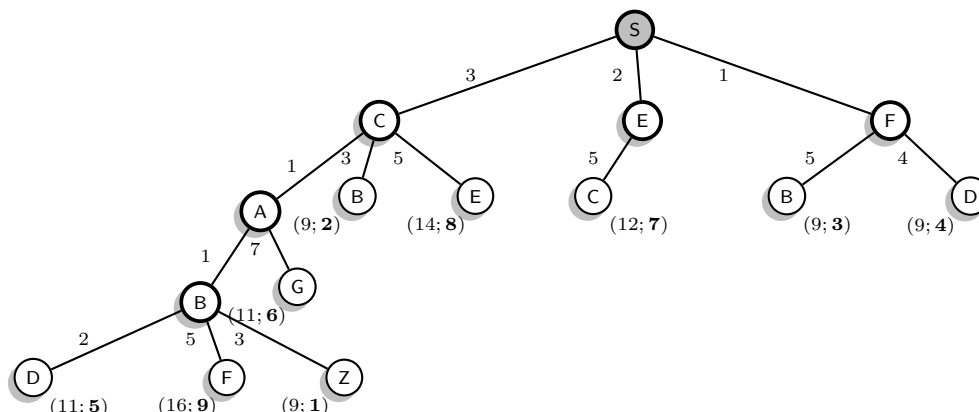 S
3 2 1
C E F
1 3 5 5 5 4
B E C B D
A (9; 2) (14; 8) (12; 7) (9; 3) (9; 4)
1 7
G
B (11; 6)
2 5 3
D F Z
(11; 5) (16; 9) (9; 1)